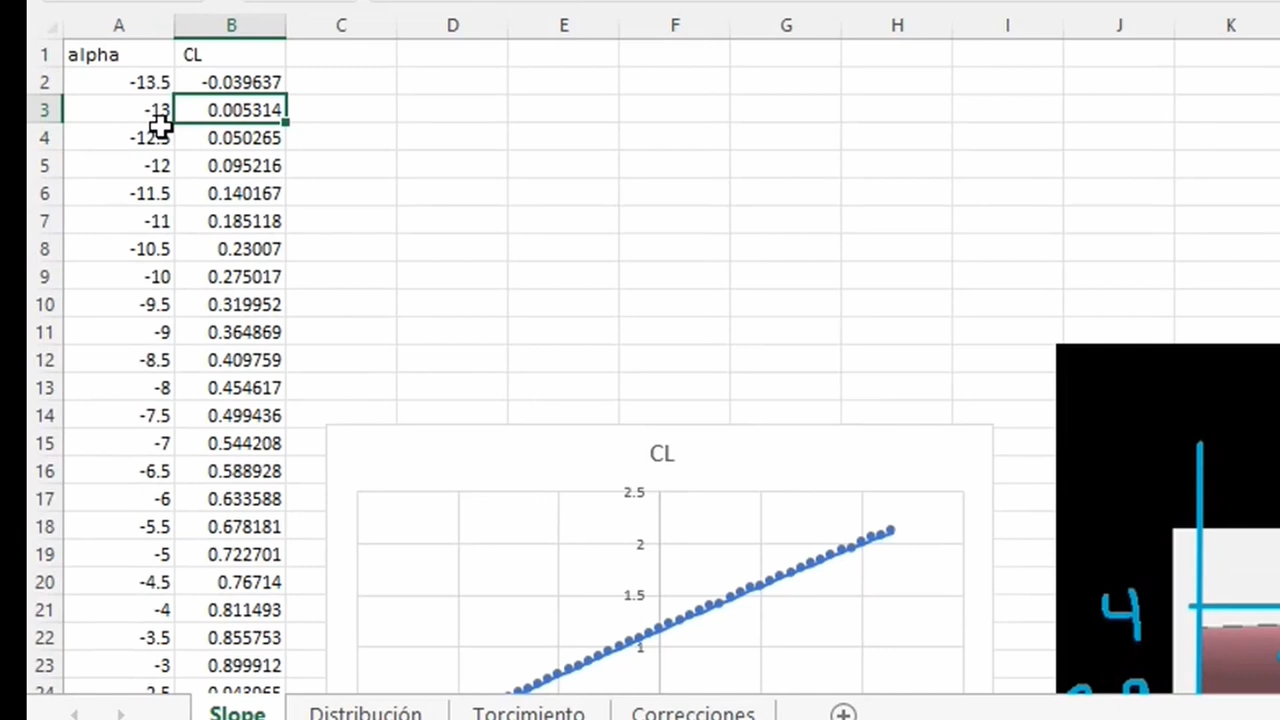 A B C D E F G H I J K
1 alpha CL
2 -13.5 -0.039637
3 -13 0.005314
4 -12.5 0.050265
5 -12 0.095216
6 -11.5 0.140167
7 -11 0.185118
8 -10.5 0.23007
9 -10 0.275017
10 -9.5 0.319952
11 -9 0.364869
12 -8.5 0.409759
13 -8 0.454617
14 -7.5 0.499436
15 -7 0.544208
16 -6.5 0.588928
17 -6 0.633588
18 -5.5 0.678181
19 -5 0.722701
20 -4.5 0.76714
21 -4 0.811493
22 -3.5 0.855753
23 -3 0.899912
CL
2.5
2
1.5
1
4
Slope Distribución Torcimiento Correcciones